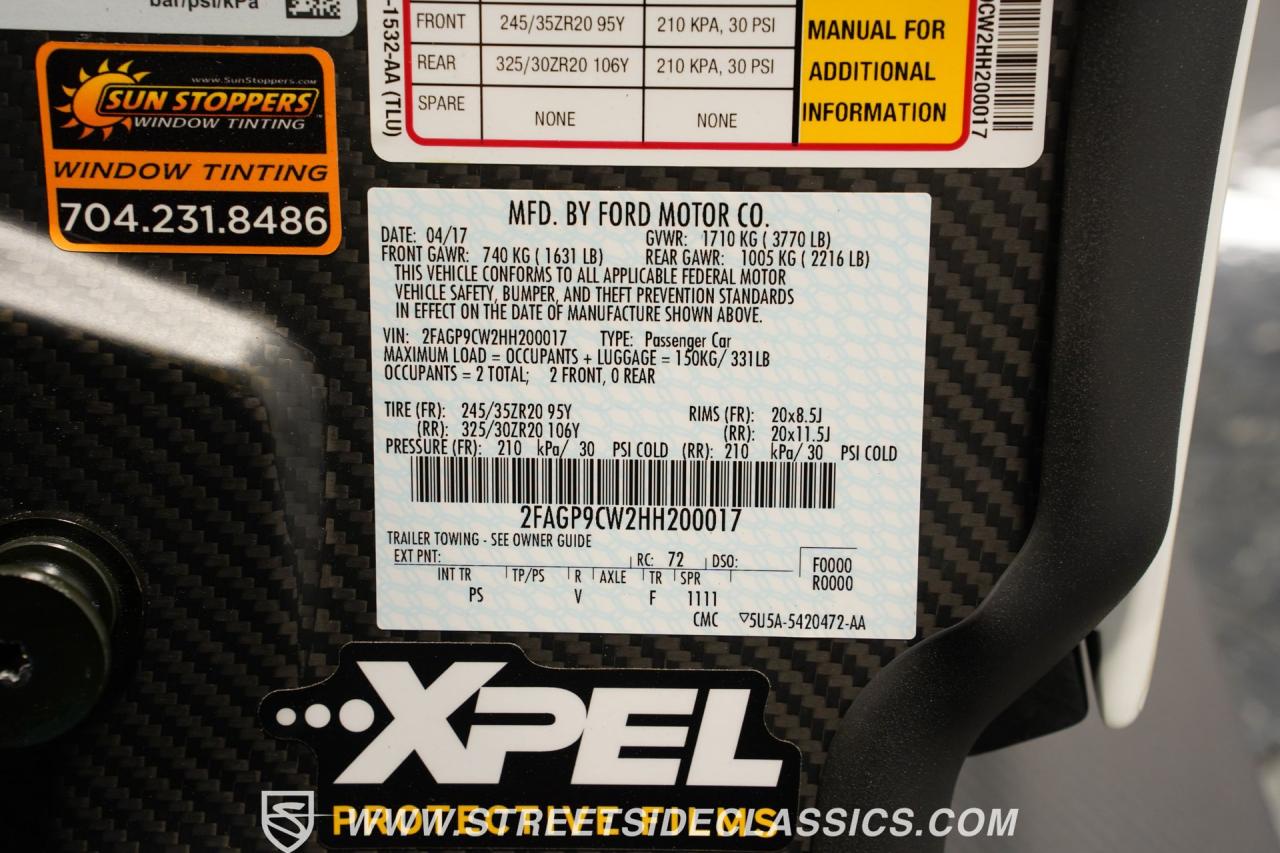 bar/psi/kPa
www.SunStoppers.com
SUN STOPPERS
WINDOW TINTING
WINDOW TINTING
704.231.8486
-1532-AA (TLU)
FRONT 245/35ZR20 95Y 210 KPA, 30 PSI
REAR 325/30ZR20 106Y 210 KPA, 30 PSI
SPARE NONE NONE
MANUAL FOR
ADDITIONAL
INFORMATION
CW2HH200017
MFD. BY FORD MOTOR CO.
DATE: 04/17 GVWR: 1710 KG ( 3770 LB)
FRONT GAWR: 740 KG ( 1631 LB) REAR GAWR: 1005 KG ( 2216 LB)
THIS VEHICLE CONFORMS TO ALL APPLICABLE FEDERAL MOTOR
VEHICLE SAFETY, BUMPER, AND THEFT PREVENTION STANDARDS
IN EFFECT ON THE DATE OF MANUFACTURE SHOWN ABOVE.
VIN: 2FAGP9CW2HH200017 TYPE: Passenger Car
MAXIMUM LOAD = OCCUPANTS + LUGGAGE = 150KG/ 331LB
OCCUPANTS = 2 TOTAL; 2 FRONT, 0 REAR
TIRE (FR): 245/35ZR20 95Y RIMS (FR): 20x8.5J
(RR): 325/30ZR20 106Y (RR): 20x11.5J
PRESSURE (FR): 210 kPa/ 30 PSI COLD (RR): 210 kPa/ 30 PSI COLD
2FAGP9CW2HH200017
TRAILER TOWING - SEE OWNER GUIDE
EXT PNT: RC: 72 DSO: F0000
R0000
INT TR TP/PS R AXLE TR SPR
PS V F 1111
CMC 5U5A-5420472-AA
XPEL
PROTECTIVE FILMS
WWW.STREETSIDECLASSICS.COM